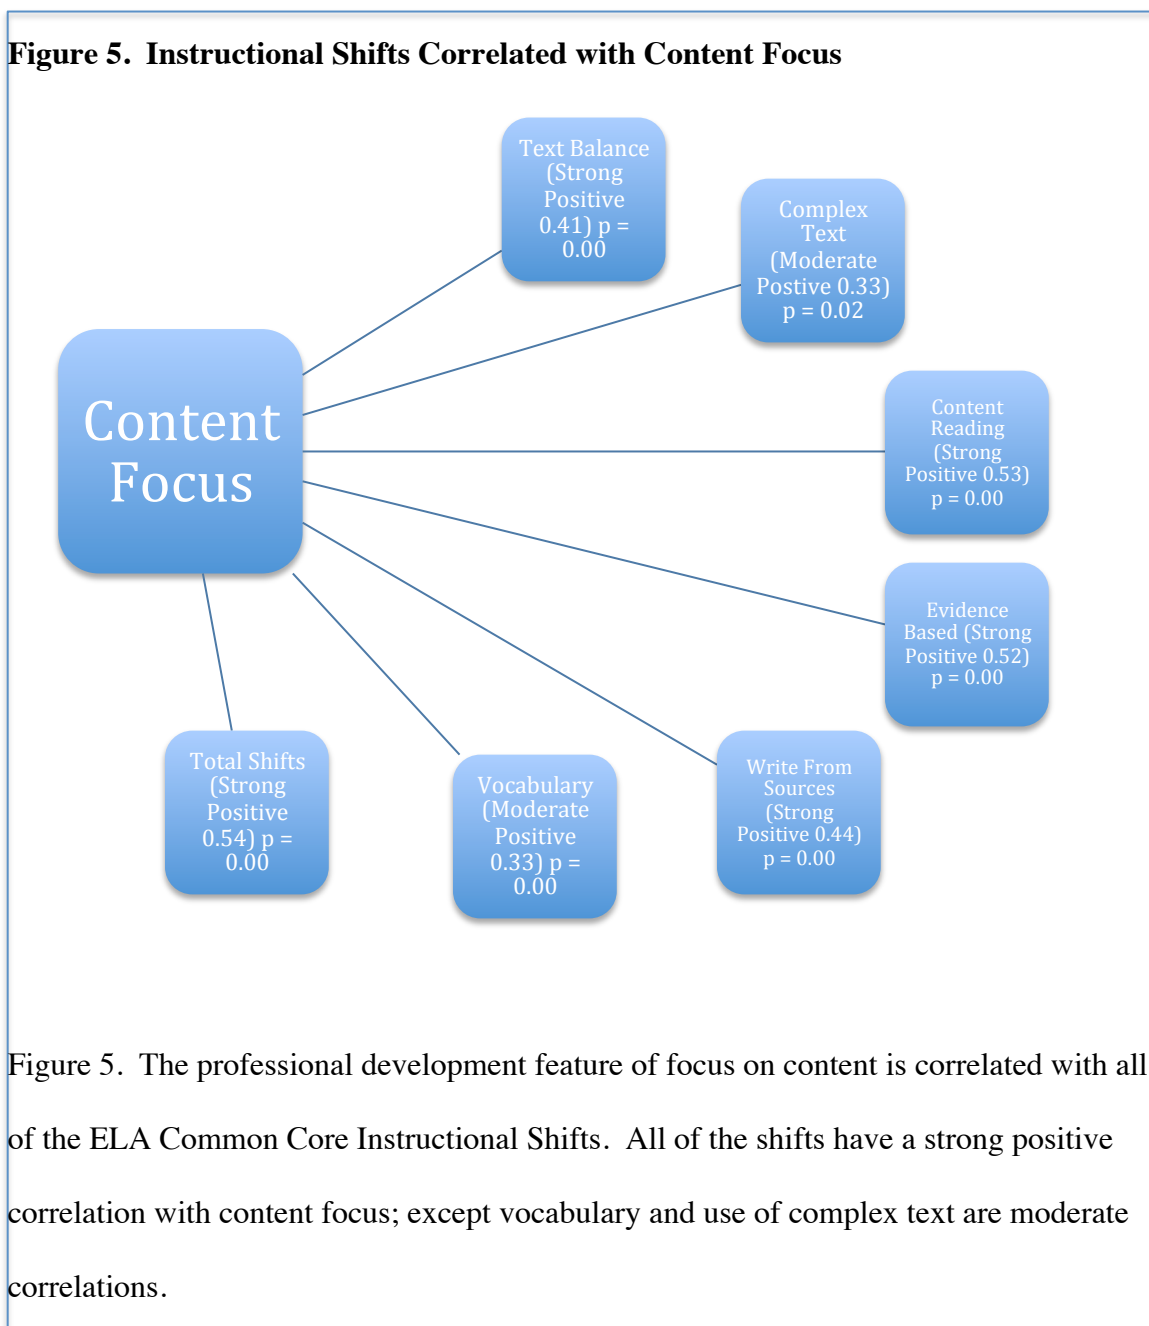 Figure 5.  Instructional Shifts Correlated with Content Focus
Text Balance
(Strong
Positive
0.41) p =
0.00
Complex
Text
(Moderate
Postive 0.33)
p = 0.02
Content
Focus
Content
Reading
(Strong
Positive 0.53)
p = 0.00
Evidence
Based (Strong
Positive 0.52)
p = 0.00
Write From
Sources
(Strong
Positive 0.44)
p = 0.00
Vocabulary
(Moderate
Positive
0.33) p =
0.00
Total Shifts
(Strong
Positive
0.54) p =
0.00
Figure 5.  The professional development feature of focus on content is correlated with all
of the ELA Common Core Instructional Shifts.  All of the shifts have a strong positive
correlation with content focus; except vocabulary and use of complex text are moderate
correlations.